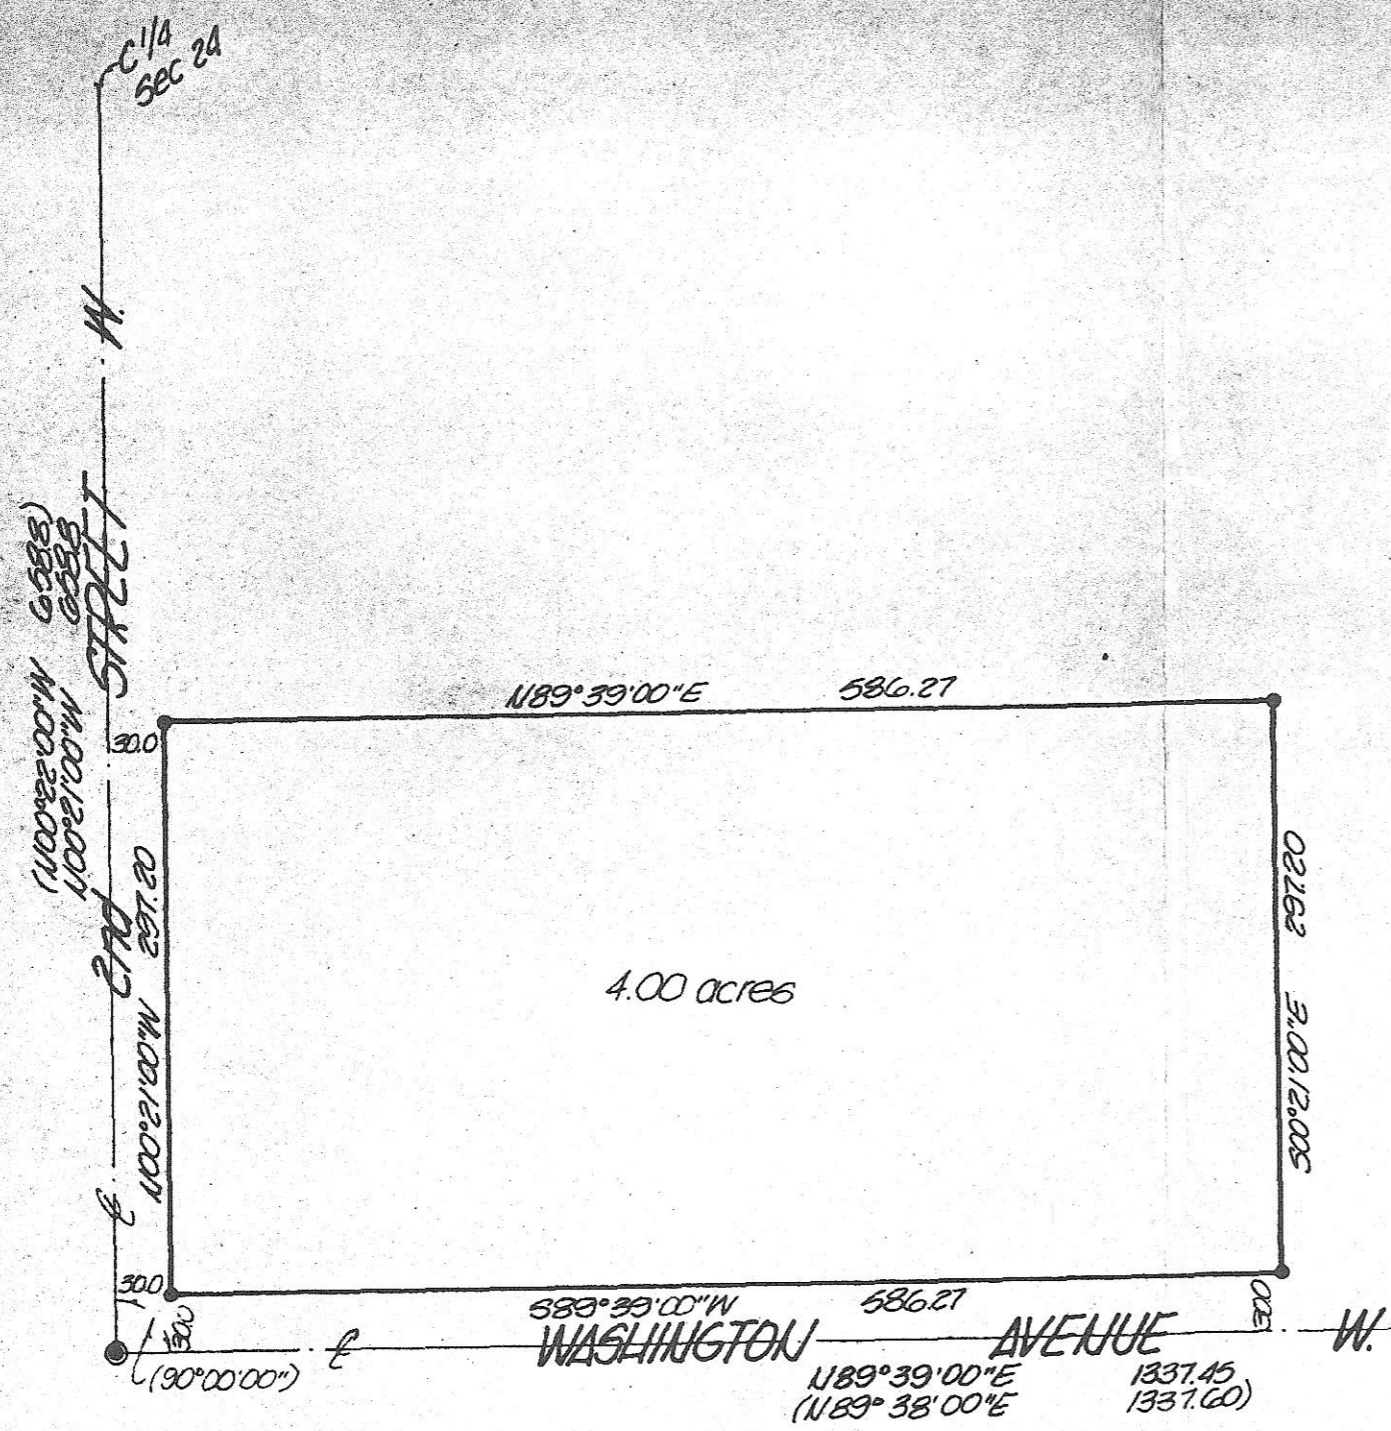 C 1/4
Sec 24
2nd STREET W.
(N00°22'00"W 658.8)
N00°21'00"W 658.8
N89°39'00"E 586.27
30.0
N00°21'00"W 297.20
4.00 acres
S00°21'00"E 297.20
30.0
30.0
30.0
S89°39'00"W 586.27
℄
℄
WASHINGTON AVENUE W.
(90°00'00")
N89°39'00"E 1337.45
(N89°38'00"E 1337.60)